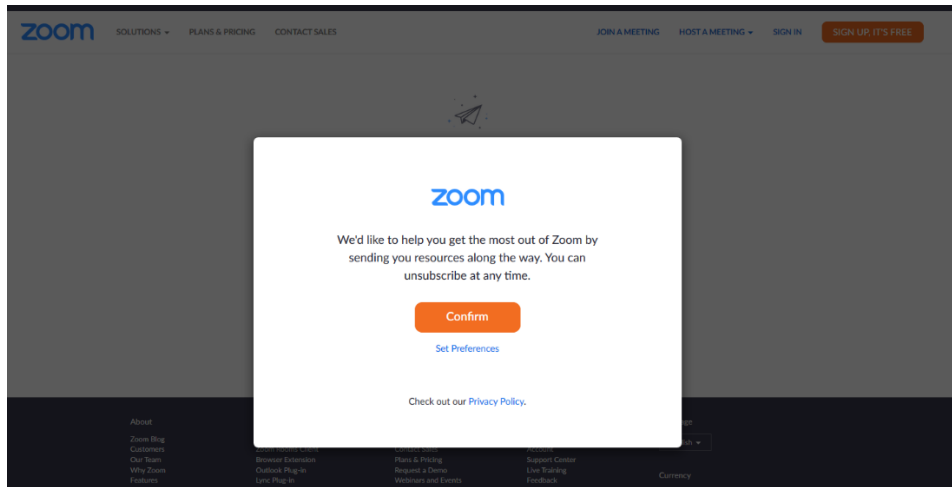 zoom SOLUTIONS PLANS & PRICING CONTACT SALES JOIN A MEETING HOST A MEETING SIGN IN SIGN UP, IT'S FREE
zoom
We'd like to help you get the most out of Zoom by
sending you resources along the way. You can
unsubscribe at any time.
Confirm
Set Preferences
Check out our Privacy Policy.
About
Zoom Blog
Customers
Our Team
Why Zoom
Features
Zoom Rooms Client
Browser Extension
Outlook Plug-in
Lync Plug-in
Contact Sales
Plans & Pricing
Request a Demo
Webinars and Events
Account
Support Center
Live Training
Feedback
Currency